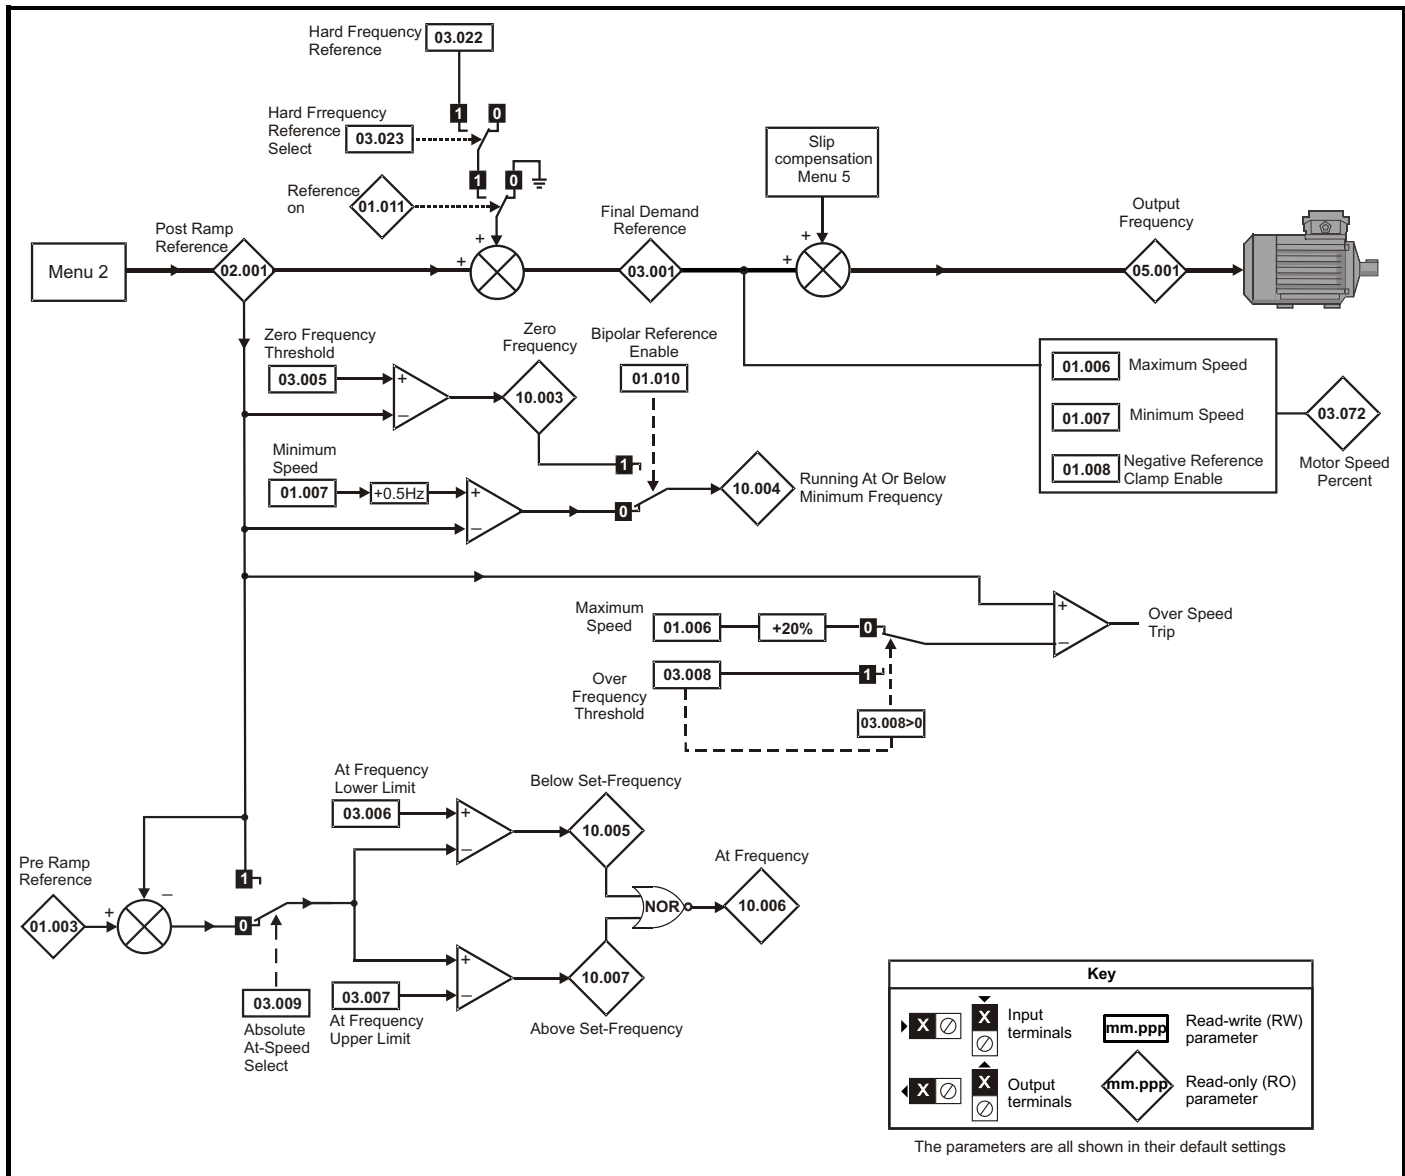 Hard Frequency
Reference
03.022
1
0
Hard Frrequency
Reference
Select
03.023
1
0
Reference
on
01.011
Slip
compensation
Menu 5
Post Ramp
Reference
Final Demand
Reference
Output
Frequency
+
+
+
+
Menu 2
02.001
03.001
05.001
Zero Frequency
Threshold
03.005
+
–
Zero
Frequency
10.003
Bipolar Reference
Enable
01.010
01.006
Maximum Speed
01.007
Minimum Speed
01.008
Negative Reference
Clamp Enable
03.072
Motor Speed
Percent
Minimum
Speed
01.007
+0.5Hz
+
–
1
0
10.004
Running At Or Below
Minimum Frequency
Maximum
Speed
01.006
+20%
0
+
–
Over Speed
Trip
Over
Frequency
Threshold
03.008
1
03.008>0
At Frequency
Lower Limit
03.006
+
–
Below Set-Frequency
10.005
At Frequency
NOR
10.006
Pre Ramp
Reference
01.003
+
–
1
0
03.009
Absolute
At-Speed
Select
03.007
At Frequency
Upper Limit
+
–
10.007
Above Set-Frequency
Key
X
X
Input
terminals
mm.ppp
Read-write (RW)
parameter
X
X
Output
terminals
mm.ppp
Read-only (RO)
parameter
The parameters are all shown in their default settings